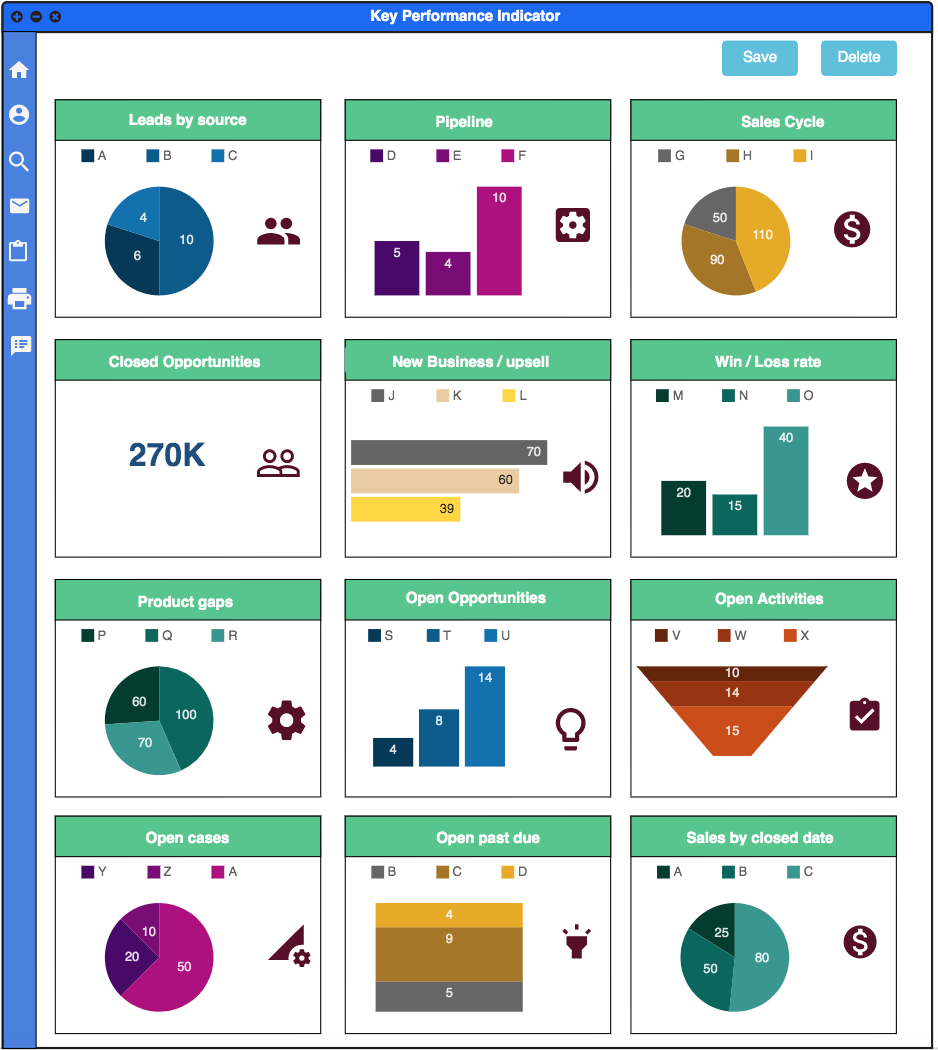 Key Performance Indicator
Save Delete
Leads by source
A B C
4
10
6
Pipeline
D E F
10
5
4
Sales Cycle
G H I
50
110
90
Closed Opportunities
270K
New Business / upsell
J K L
70
60
39
Win / Loss rate
M N O
40
20
15
Product gaps
P Q R
60
100
70
Open Opportunities
S T U
14
8
4
Open Activities
V W X
10
14
15
Open cases
Y Z A
10
20
50
Open past due
B C D
4
9
5
Sales by closed date
A B C
25
80
50